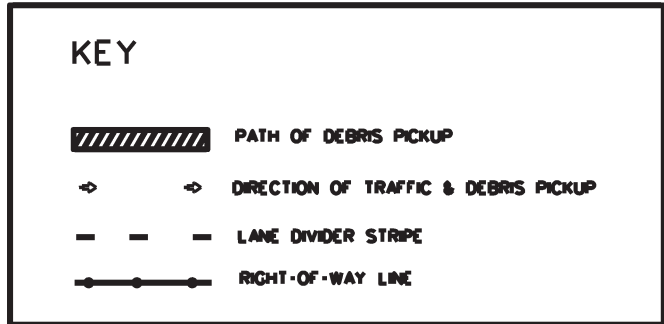 KEY
PATH OF DEBRIS PICKUP
DIRECTION OF TRAFFIC & DEBRIS PICKUP
LANE DIVIDER STRIPE
RIGHT-OF-WAY LINE